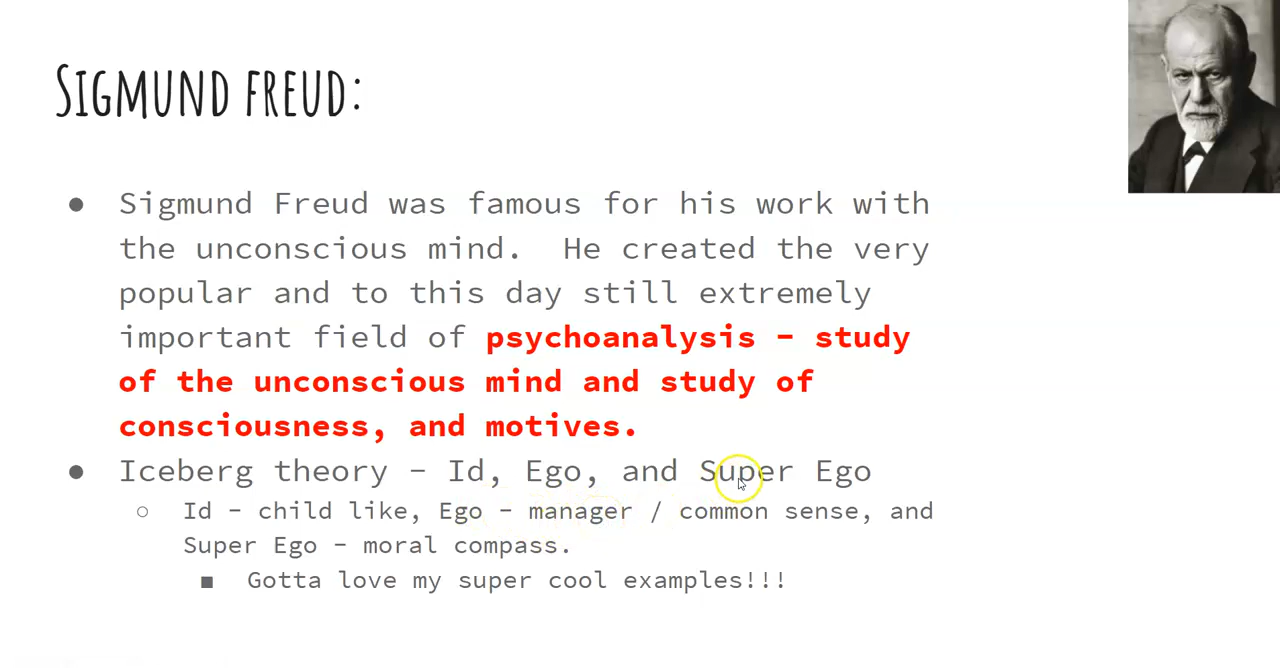 Sigmund Freud:
● Sigmund Freud was famous for his work with
the unconscious mind.  He created the very
popular and to this day still extremely
important field of psychoanalysis - study
of the unconscious mind and study of
consciousness, and motives.
● Iceberg theory - Id, Ego, and Super Ego
○ Id - child like, Ego - manager / common sense, and
Super Ego - moral compass.
■ Gotta love my super cool examples!!!